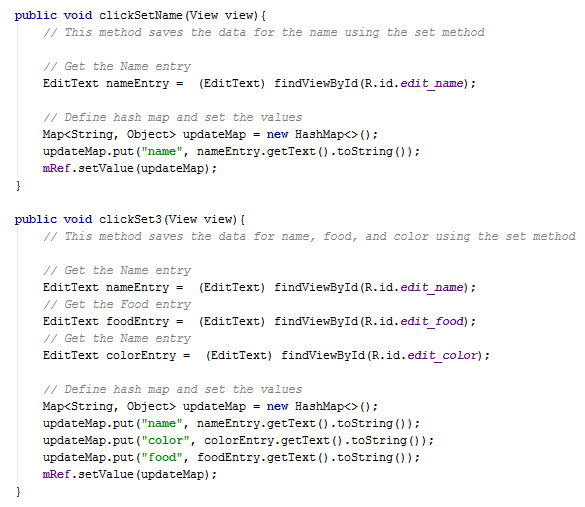 public void clickSetName(View view){
// This method saves the data for the name using the set method
// Get the Name entry
EditText nameEntry =  (EditText) findViewById(R.id.edit_name);
// Define hash map and set the values
Map<String, Object> updateMap = new HashMap<>();
updateMap.put("name", nameEntry.getText().toString());
mRef.setValue(updateMap);
}
public void clickSet3(View view){
// This method saves the data for name, food, and color using the set method
// Get the Name entry
EditText nameEntry =  (EditText) findViewById(R.id.edit_name);
// Get the Food entry
EditText foodEntry =  (EditText) findViewById(R.id.edit_food);
// Get the Name entry
EditText colorEntry =  (EditText) findViewById(R.id.edit_color);
// Define hash map and set the values
Map<String, Object> updateMap = new HashMap<>();
updateMap.put("name", nameEntry.getText().toString());
updateMap.put("color", colorEntry.getText().toString());
updateMap.put("food", foodEntry.getText().toString());
mRef.setValue(updateMap);
}